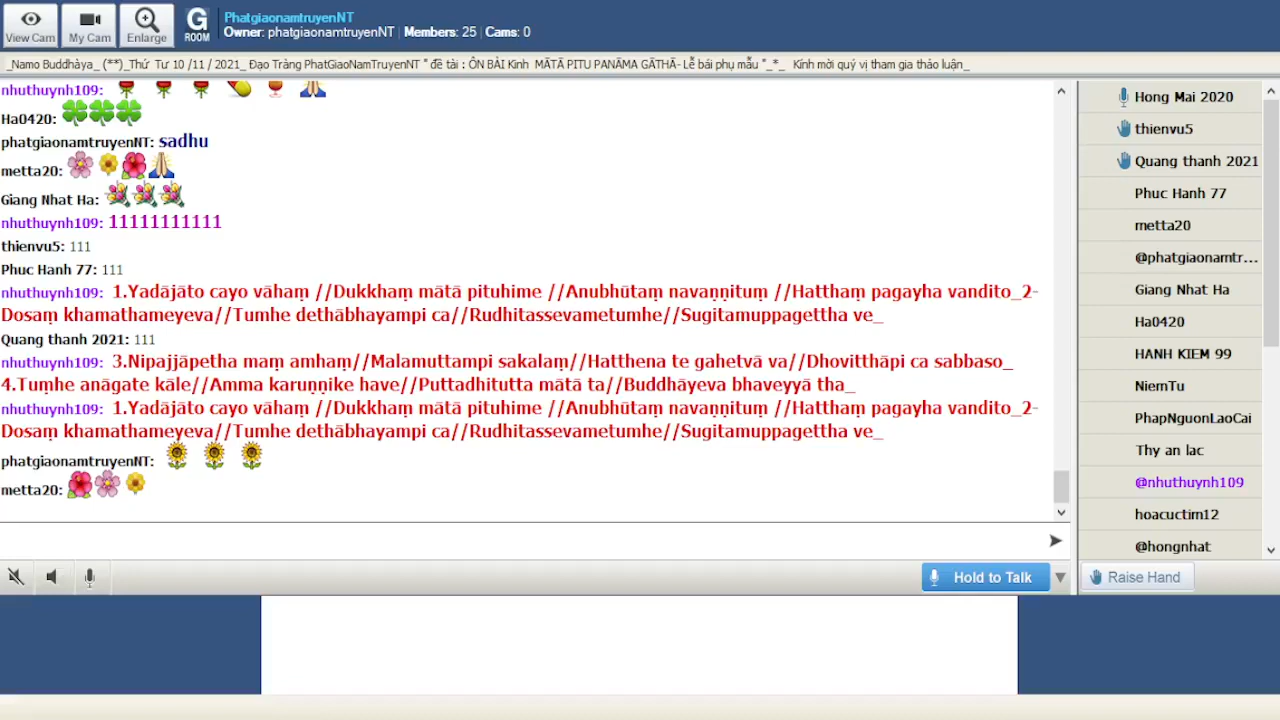 View Cam
My Cam
Enlarge
G
ROOM
PhatgiaonamtruyenNT
Owner: phatgiaonamtruyenNT | Members: 25 | Cams: 0
_Namo Buddhàya_ (**)_Thứ Tư 10 /11 / 2021_ Đạo Tràng PhatGiaoNamTruyenNT " đề tài : ÔN BÀI Kinh MĀTĀ PITU PANĀMA GĀTHĀ- Lễ bái phụ mẫu "_*_ Kính mời quý vị tham gia thảo luận_
nhuthuynh109:
Ha0420:
phatgiaonamtruyenNT: sadhu
metta20:
Giang Nhat Ha:
nhuthuynh109: 11111111111
thienvu5: 111
Phuc Hanh 77: 111
nhuthuynh109: 1.Yadājāto cayo vāhaṃ //Dukkhaṃ mātā pituhime //Anubhūtaṃ navaṇṇituṃ //Hatthaṃ pagayha vandito_2-
Dosaṃ khamathameyeva//Tumhe dethābhayampi ca//Rudhitassevametumhe//Sugitamuppagettha ve_
Quang thanh 2021: 111
nhuthuynh109: 3.Nipajjāpetha maṃ amhaṃ//Malamuttampi sakalaṃ//Hatthena te gahetvā va//Dhovitthāpi ca sabbaso_
4.Tuṃhe anāgate kāle//Amma karuṇṇike have//Puttadhitutta mātā ta//Buddhāyeva bhaveyyā tha_
nhuthuynh109: 1.Yadājāto cayo vāhaṃ //Dukkhaṃ mātā pituhime //Anubhūtaṃ navaṇṇituṃ //Hatthaṃ pagayha vandito_2-
Dosaṃ khamathameyeva//Tumhe dethābhayampi ca//Rudhitassevametumhe//Sugitamuppagettha ve_
phatgiaonamtruyenNT:
metta20:
Hong Mai 2020
thienvu5
Quang thanh 2021
Phuc Hanh 77
metta20
@phatgiaonamtr...
Giang Nhat Ha
Ha0420
HANH KIEM 99
NiemTu
PhapNguonLaoCai
Thy an lac
@nhuthuynh109
hoacuctim12
@hongnhat
Hold to Talk
Raise Hand